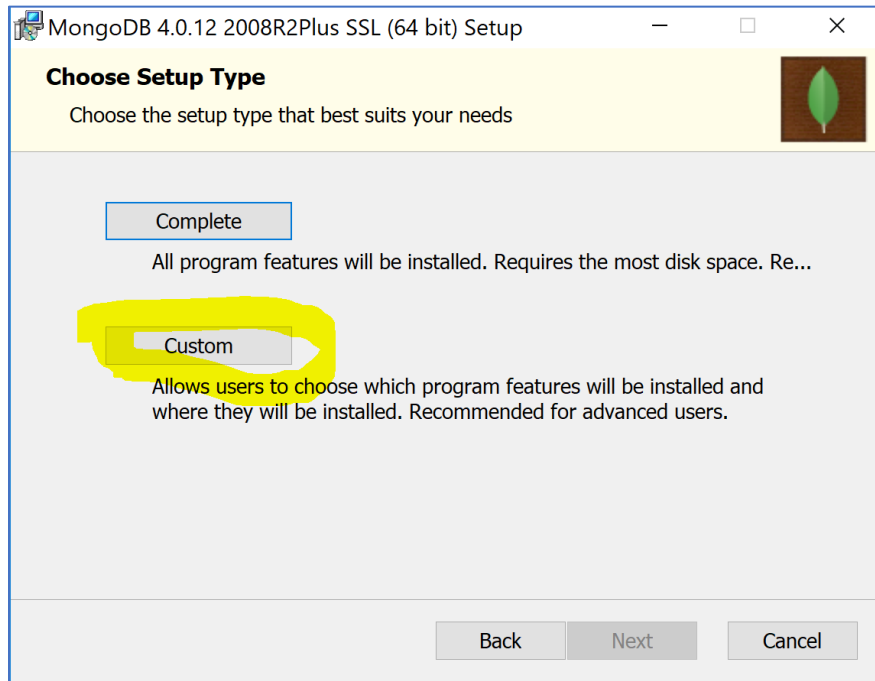 MongoDB 4.0.12 2008R2Plus SSL (64 bit) Setup
Choose Setup Type
Choose the setup type that best suits your needs
Complete
All program features will be installed. Requires the most disk space. Re...
Custom
Allows users to choose which program features will be installed and
where they will be installed. Recommended for advanced users.
Back Next Cancel